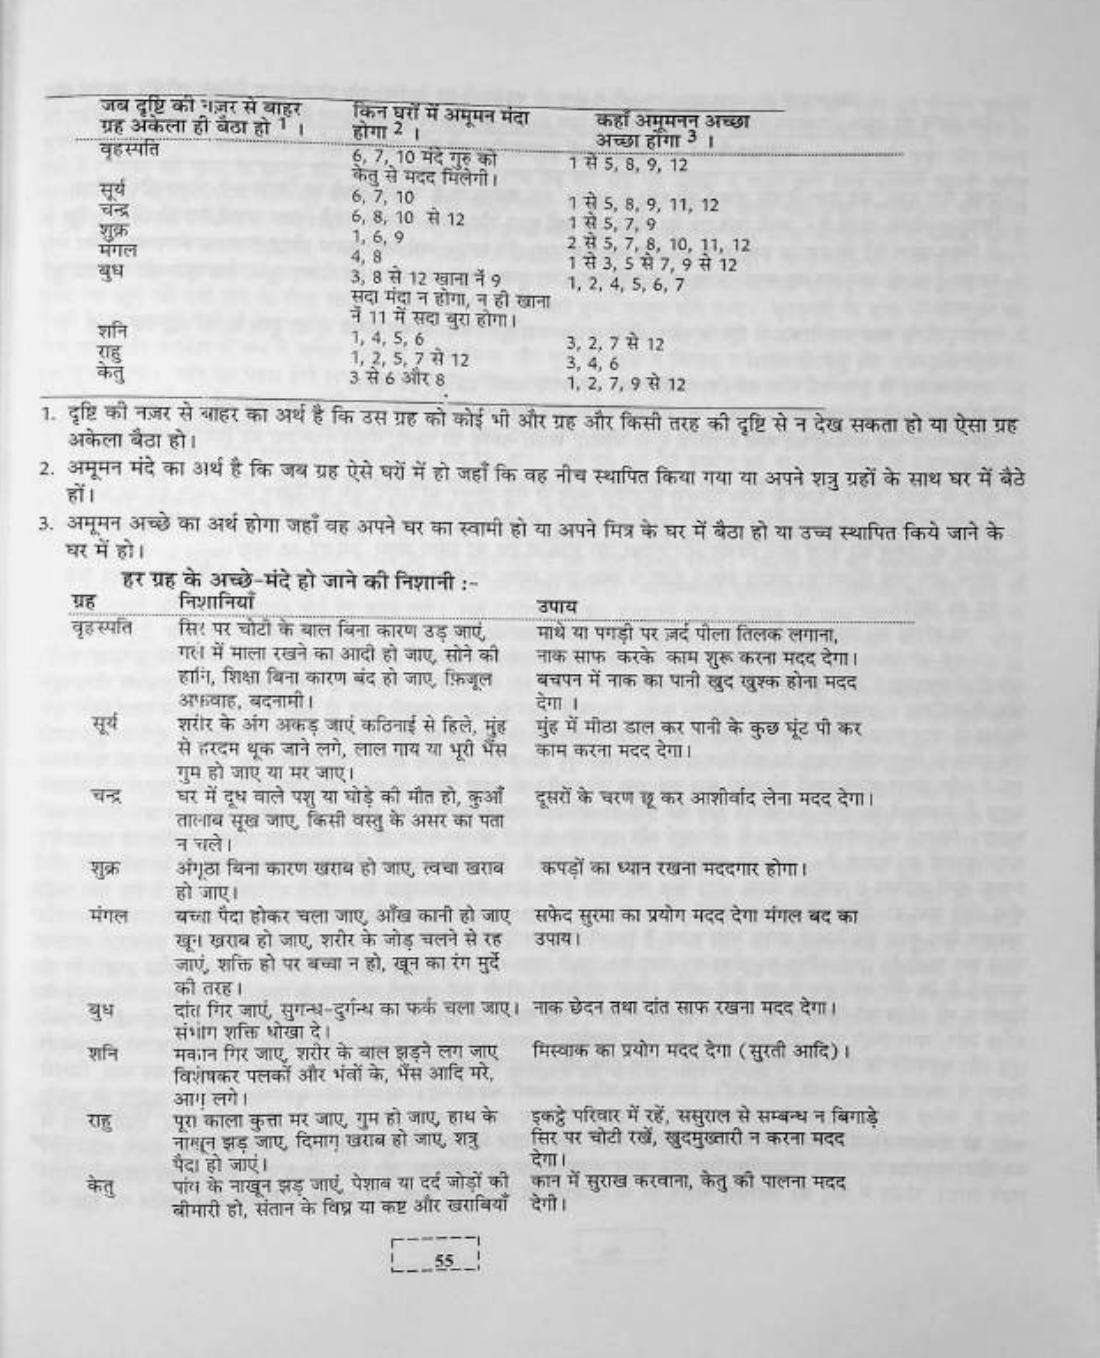 जब दृष्टि की नज़र से बाहर ग्रह अकेला ही बैठा हो 1 । किन घरों में अमूमन मंदा होगा 2 । कहाँ अमूमनन अच्छा अच्छा होगा 3 ।
वृहस्पति 6, 7, 10 मंदे गुरु को 1 से 5, 8, 9, 12
केतु से मदद मिलेगी।
सूर्य 6, 7, 10 1 से 5, 8, 9, 11, 12
चन्द्र 6, 8, 10 से 12 1 से 5, 7, 9
शुक्र 1, 6, 9 2 से 5, 7, 8, 10, 11, 12
मंगल 4, 8 1 से 3, 5 से 7, 9 से 12
बुध 3, 8 से 12 खाना नें 9 1, 2, 4, 5, 6, 7
सदा मंदा न होगा, न ही खाना
नें 11 में सदा बुरा होगा।
शनि 1, 4, 5, 6 3, 2, 7 से 12
राहु 1, 2, 5, 7 से 12 3, 4, 6
केतु 3 से 6 और 8 1, 2, 7, 9 से 12
1. दृष्टि की नज़र से बाहर का अर्थ है कि उस ग्रह को कोई भी और ग्रह और किसी तरह की दृष्टि से न देख सकता हो या ऐसा ग्रह
अकेला बैठा हो।
2. अमूमन मंदे का अर्थ है कि जब ग्रह ऐसे घरों में हो जहाँ कि वह नीच स्थापित किया गया या अपने शत्रु ग्रहों के साथ घर में बैठे
हों।
3. अमूमन अच्छे का अर्थ होगा जहाँ वह अपने घर का स्वामी हो या अपने मित्र के घर में बैठा हो या उच्च स्थापित किये जाने के
घर में हो।
हर ग्रह के अच्छे-मंदे हो जाने की निशानी :-
ग्रह निशानियाँ उपाय
वृहस्पति सिर पर चोटी के बाल बिना कारण उड़ जाएं, माथे या पगड़ी पर ज़र्द पीला तिलक लगाना,
गले में माला रखने का आदी हो जाए, सोने की नाक साफ करके काम शुरू करना मदद देगा।
हानि, शिक्षा बिना कारण बंद हो जाए, फ़िजूल बचपन में नाक का पानी खुद खुश्क होना मदद
अफवाह, बदनामी। देगा ।
सूर्य शरीर के अंग अकड़ जाएं कठिनाई से हिले, मुंह मुंह में मीठा डाल कर पानी के कुछ घूंट पी कर
से हरदम थूक जाने लगे, लाल गाय या भूरी भैंस काम करना मदद देगा।
गुम हो जाए या मर जाए।
चन्द्र घर में दूध वाले पशु या घोड़े की मौत हो, कुआँ दूसरों के चरण छू कर आशीर्वाद लेना मदद देगा।
तालाब सूख जाए, किसी वस्तु के असर का पता
न चले।
शुक्र अंगूठा बिना कारण खराब हो जाए, त्वचा खराब कपड़ों का ध्यान रखना मददगार होगा।
हो जाए।
मंगल बच्चा पैदा होकर चला जाए, आँख कानी हो जाए सफेद सुरमा का प्रयोग मदद देगा मंगल बद का
खून खराब हो जाए, शरीर के जोड़ चलने से रह उपाय।
जाएं, शक्ति हो पर बच्चा न हो, खून का रंग मुर्दे
की तरह।
बुध दांत गिर जाएं, सुगन्ध-दुर्गन्ध का फर्क चला जाए। नाक छेदन तथा दांत साफ रखना मदद देगा।
संभोग शक्ति धोखा दे।
शनि मकान गिर जाए, शरीर के बाल झड़ने लग जाए मिस्वाक का प्रयोग मदद देगा (सुरती आदि)।
विशेषकर पलकों और भंवों के, भैंस आदि मरे,
आग लगे।
राहु पूरा काला कुत्ता मर जाए, गुम हो जाए, हाथ के इकट्ठे परिवार में रहें, ससुराल से सम्बन्ध न बिगाड़े
नाखून झड़ जाए, दिमाग खराब हो जाए, शत्रु सिर पर चोटी रखें, खुदमुख्तारी न करना मदद
पैदा हो जाएं। देगा।
केतु पांव के नाखून झड़ जाएं, पेशाब या दर्द जोड़ों की कान में सुराख करवाना, केतु की पालना मदद
बीमारी हो, संतान के विघ्न या कष्ट और खराबियाँ देगी।
55